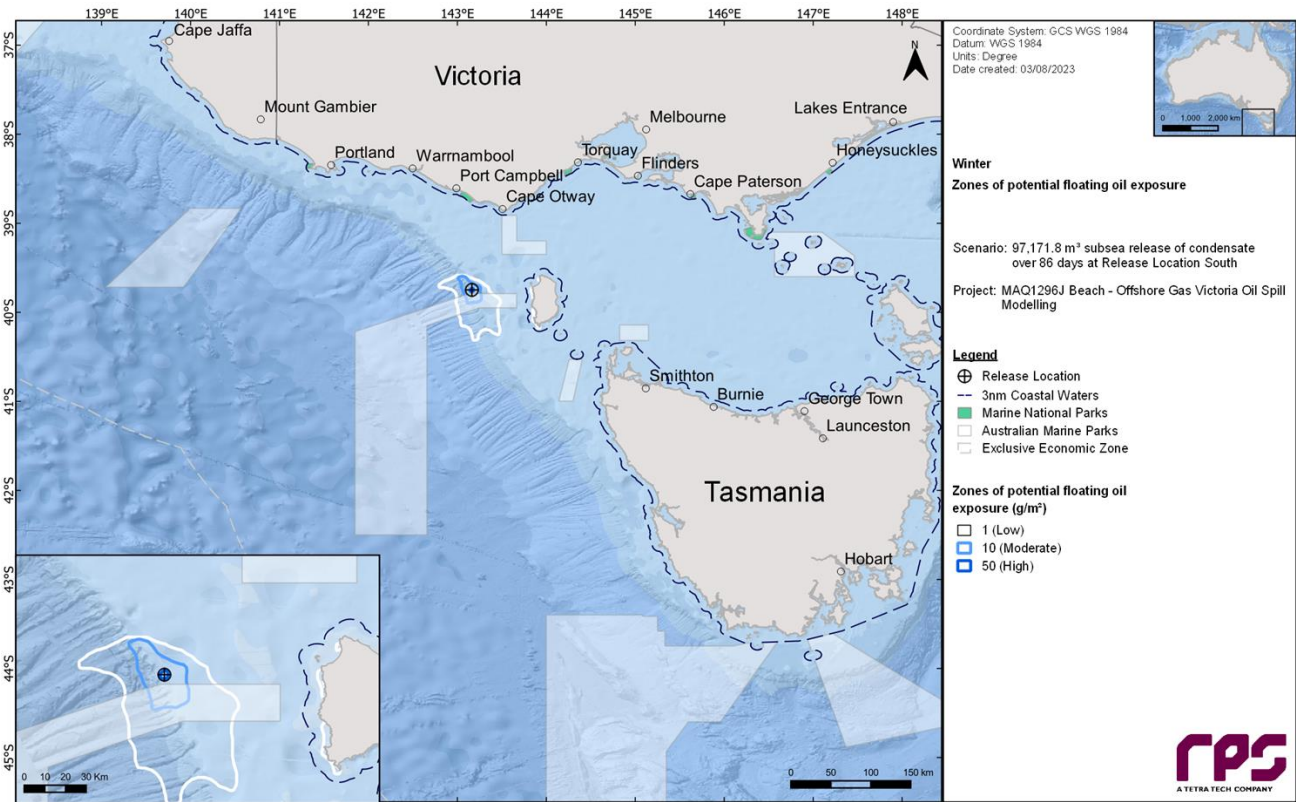 139°E 140°E 141°E 142°E 143°E 144°E 145°E 146°E 147°E 148°E
37°S
38°S
39°S
40°S
41°S
42°S
43°S
44°S
45°S
Cape Jaffa
Victoria
N
Mount Gambier
Melbourne
Lakes Entrance
Portland
Warrnambool
Torquay
Flinders
Honeysuckles
Port Campbell
Cape Paterson
Cape Otway
Smithton
Burnie
George Town
Launceston
Tasmania
Hobart
0 10 20 30 Km
0 50 100 150 km
Coordinate System: GCS WGS 1984
Datum: WGS 1984
Units: Degree
Date created: 03/08/2023
0 1,000 2,000 km
Winter
Zones of potential floating oil exposure
Scenario: 97,171.8 m³ subsea release of condensate
over 86 days at Release Location South
Project: MAQ1296J Beach - Offshore Gas Victoria Oil Spill
Modelling
Legend
Release Location
3nm Coastal Waters
Marine National Parks
Australian Marine Parks
Exclusive Economic Zone
Zones of potential floating oil
exposure (g/m²)
1 (Low)
10 (Moderate)
50 (High)
rps
A TETRA TECH COMPANY